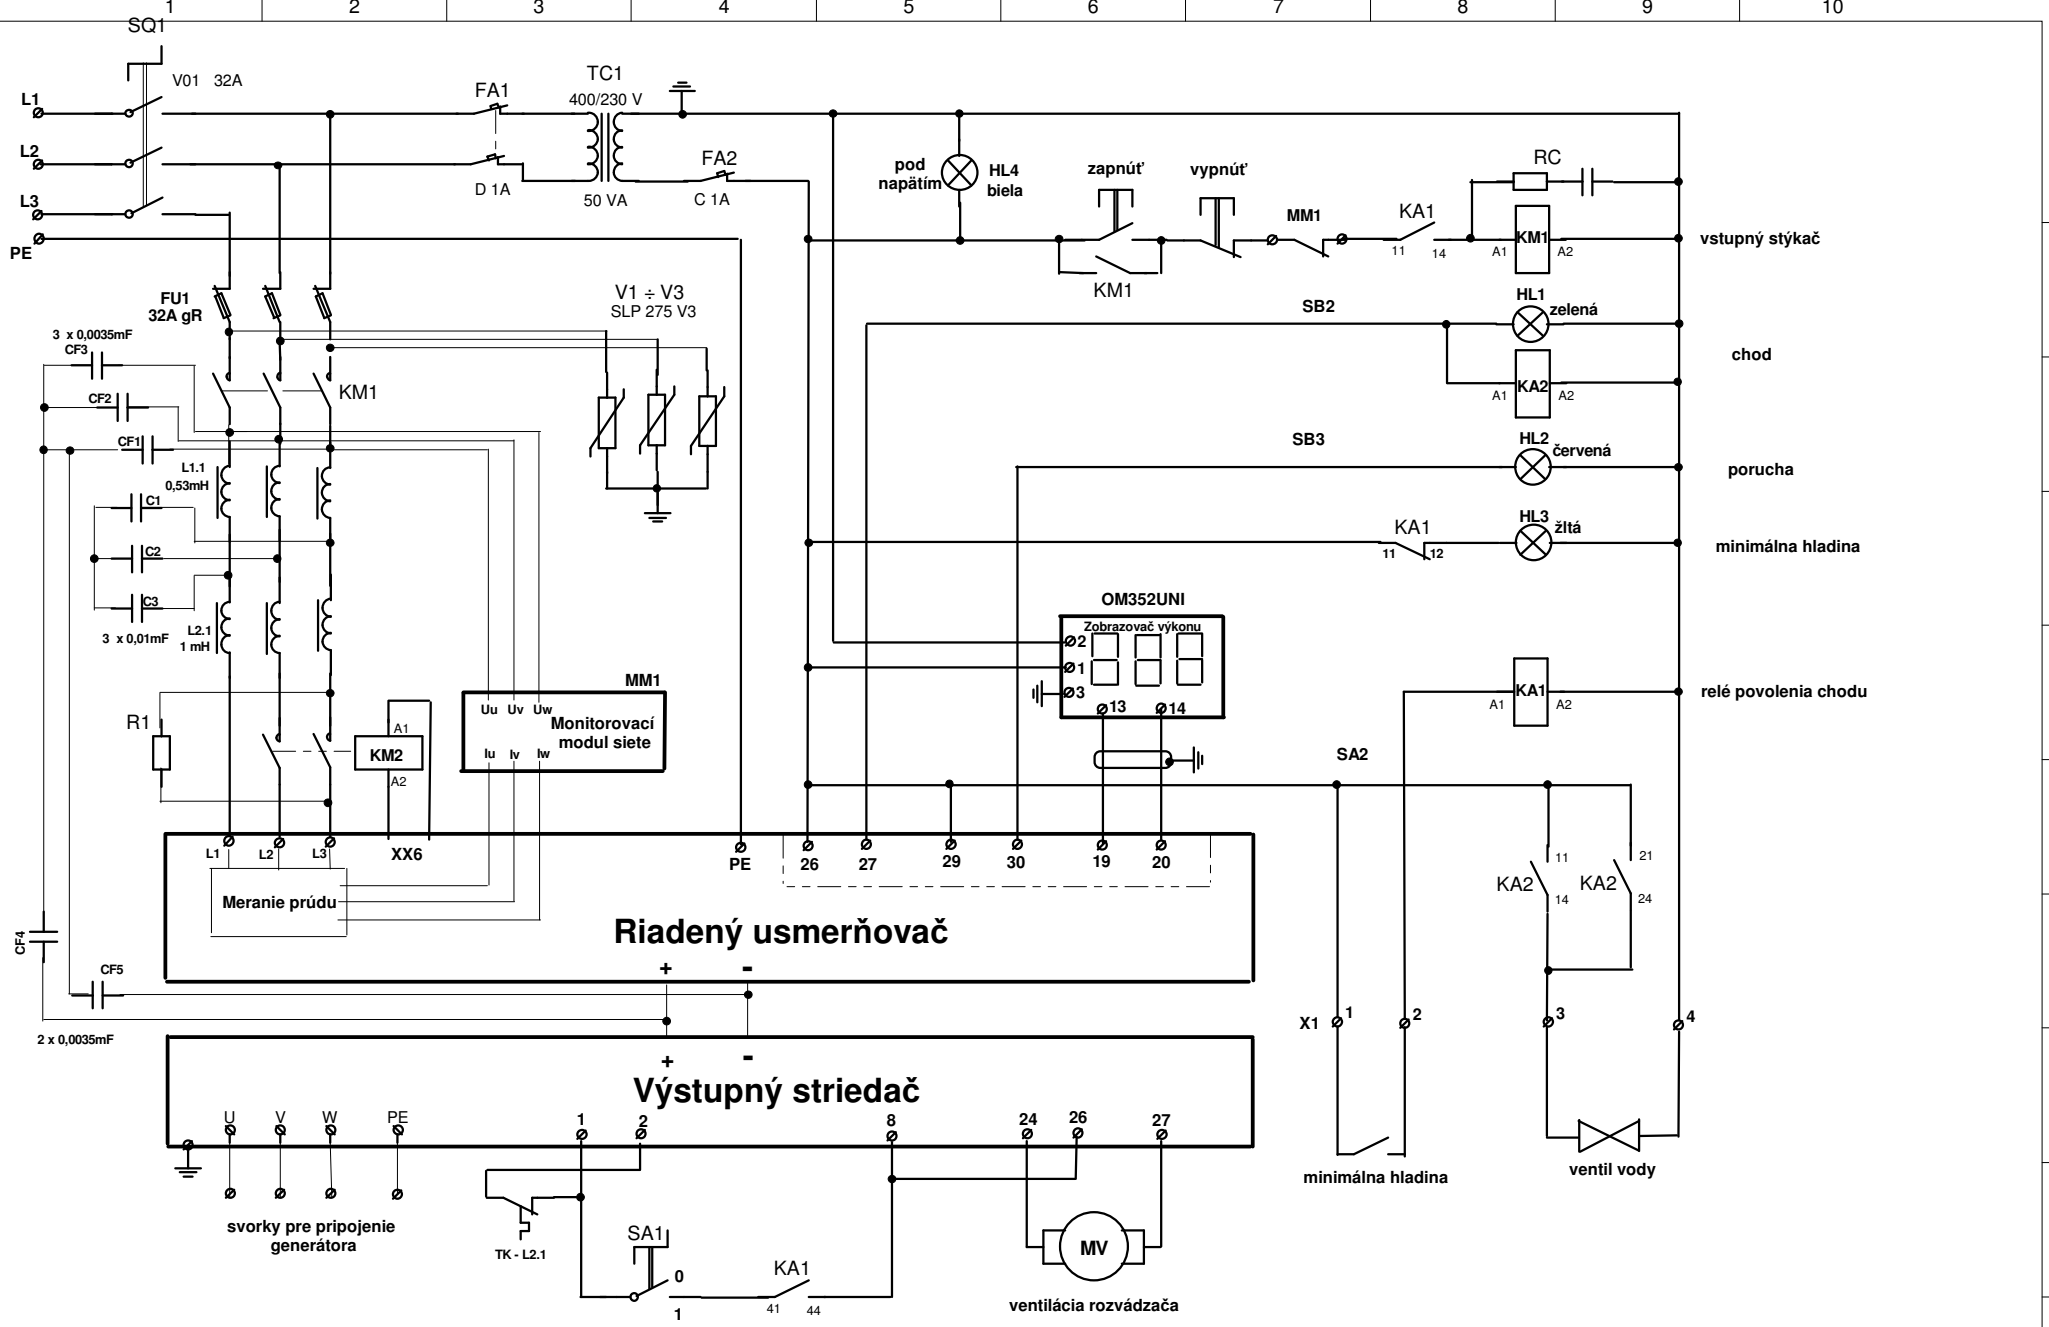 1 2 3 4 5 6 7 8 9 10
SQ1
V01 32A
L1
L2
L3
PE
FA1
D 1A
TC1
400/230 V
50 VA
FA2
C 1A
pod
napätím
HL4
biela
zapnúť
KM1
vypnúť
MM1
KA1
11 14
RC
KM1
A1 A2
vstupný stýkač
FU1
32A gR
V1 ÷ V3
SLP 275 V3
SB2
HL1
zelená
KA2
A1 A2
chod
3 x 0,0035mF
CF3
CF2
CF1
KM1
SB3
HL2
červená
porucha
L1.1
0,53mH
C1
C2
C3
3 x 0,01mF
L2.1
1 mH
KA1
11 12
HL3
žltá
minimálna hladina
OM352UNI
Zobrazovač výkonu
2
1
3
13 14
R1
KM2
A1
A2
MM1
Uu Uv Uw
Monitorovací
modul siete
Iu Iv Iw
KA1
A1 A2
relé povolenia chodu
SA2
L1 L2 L3
XX6
PE 26 27 29 30 19 20
Meranie prúdu
Riadený usmerňovač
+ -
KA2
11
14
KA2
21
24
CF4
CF5
2 x 0,0035mF
X1
1 2 3 4
+ -
Výstupný striedač
U V W PE
1 2 8 24 26 27
svorky pre pripojenie
generátora
TK - L2.1
SA1
0
1
KA1
41 44
MV
ventilácia rozvádzača
minimálna hladina
ventil vody